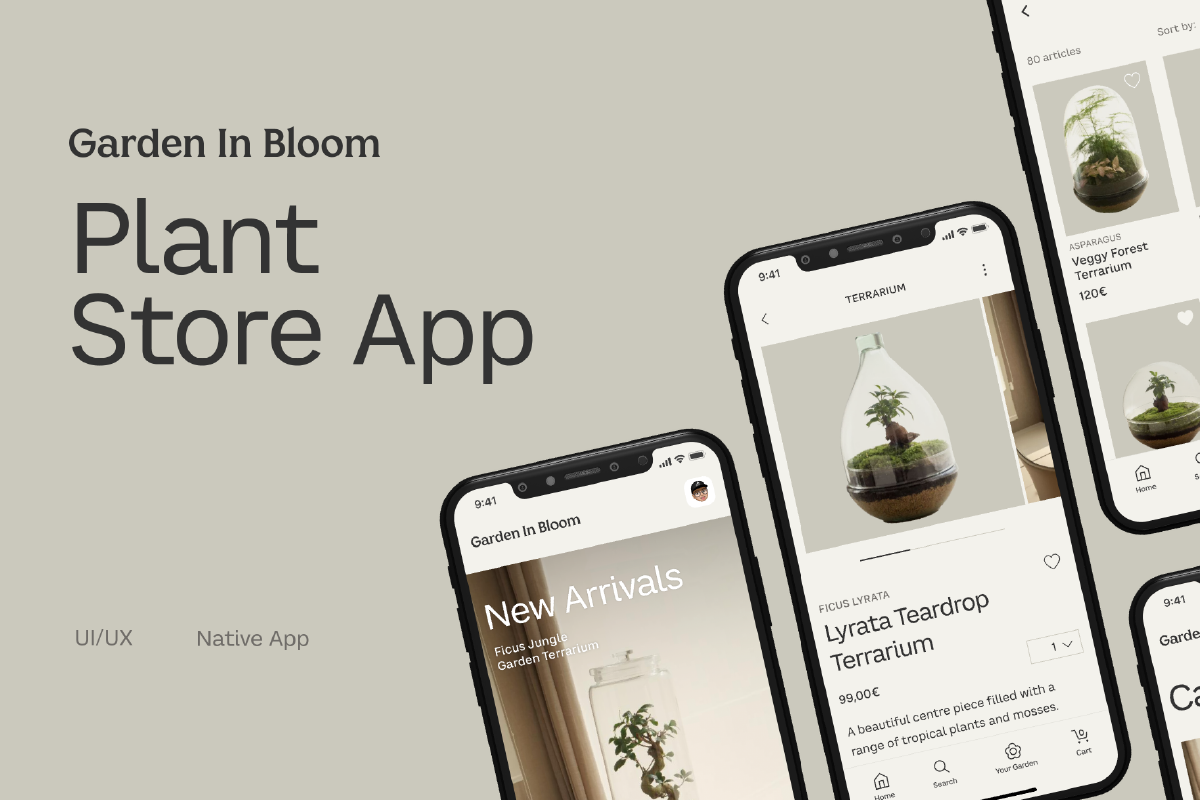 Garden In Bloom
Plant
Store App
UI/UX
Native App
9:41
Garden In Bloom
New Arrivals
Ficus Jungle
Garden Terrarium
9:41
TERRARIUM
FICUS LYRATA
Lyrata Teardrop
Terrarium
1
99,00€
A beautiful centre piece filled with a
range of tropical plants and mosses.
Home
Search
Your Garden
Cart
80 articles
Sort by:
ASPARAGUS
Veggy Forest
Terrarium
120€
Home
9:41